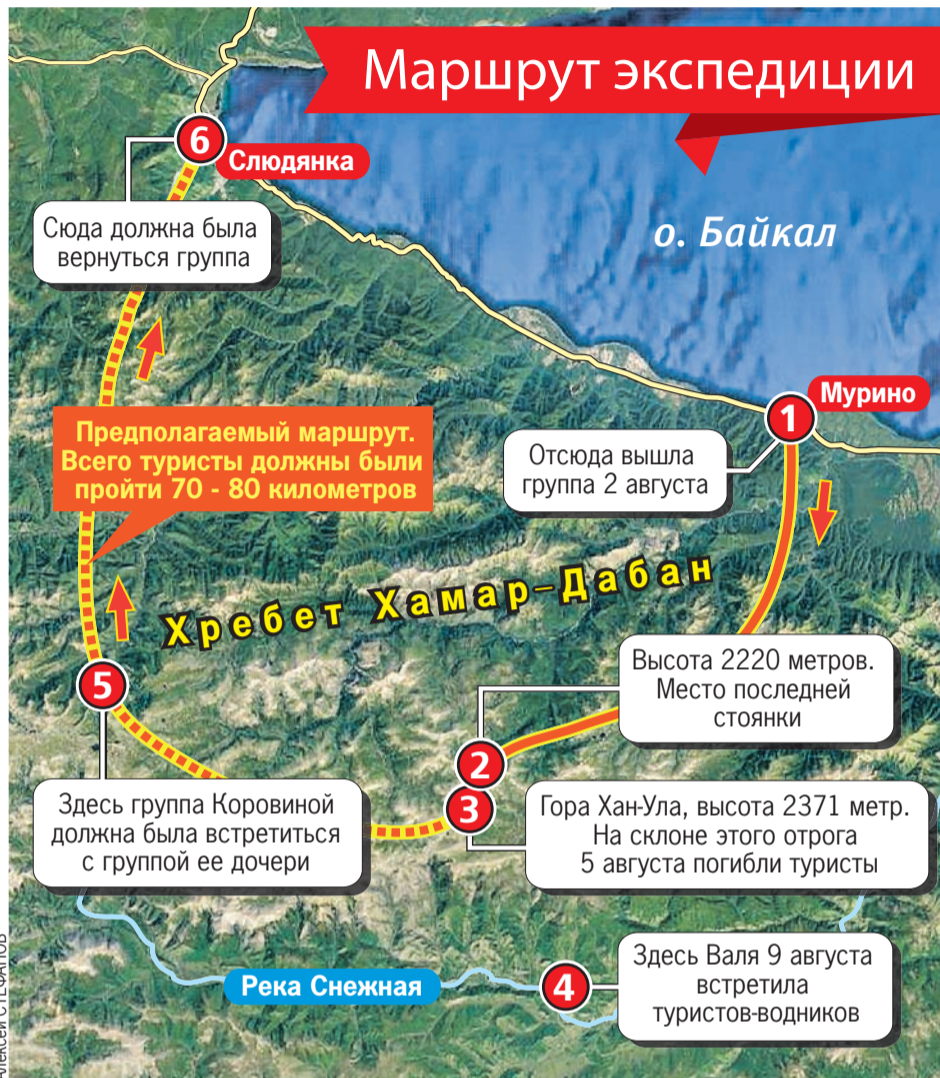 Маршрут экспедиции
6
Слюдянка
Сюда должна была
вернуться группа
о. Байкал
Мурино
1
Отсюда вышла
группа 2 августа
Предполагаемый маршрут.
Всего туристы должны были
пройти 70 - 80 километров
Хребет Хамар-Дабан
5
Высота 2220 метров.
Место последней
стоянки
2
3
Здесь группа Коровиной
должна была встретиться
с группой ее дочери
Гора Хан-Ула, высота 2371 метр.
На склоне этого отрога
5 августа погибли туристы
Река Снежная
4
Здесь Валя 9 августа
встретила
туристов-водников
Алексей СТЕФАНОВ